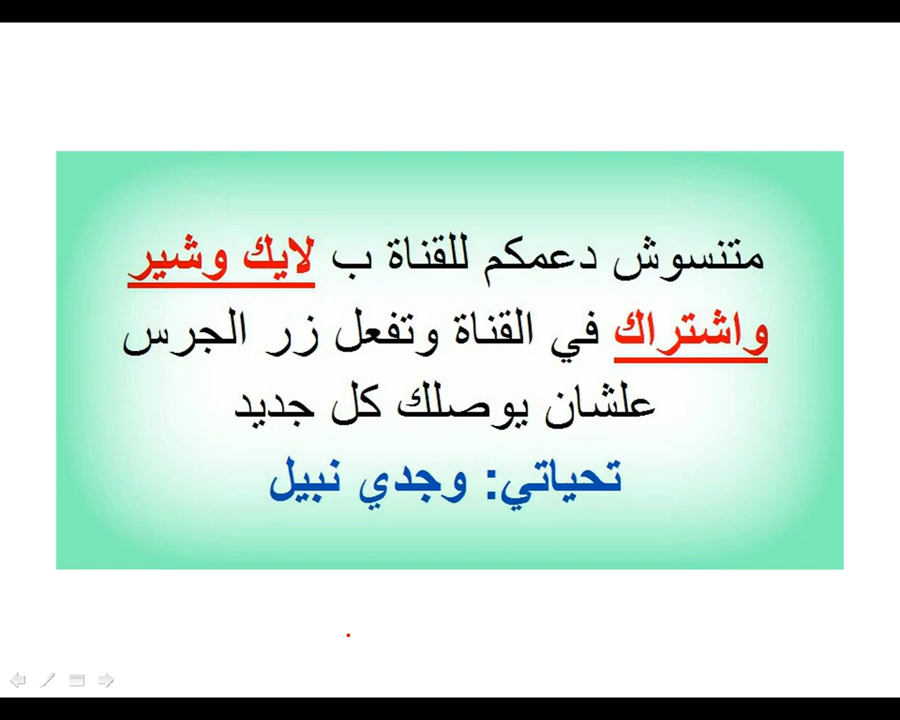 متنسوش دعمكم للقناة ب لايك وشير
واشتراك في القناة وتفعل زر الجرس
علشان يوصلك كل جديد
تحياتي: وجدي نبيل